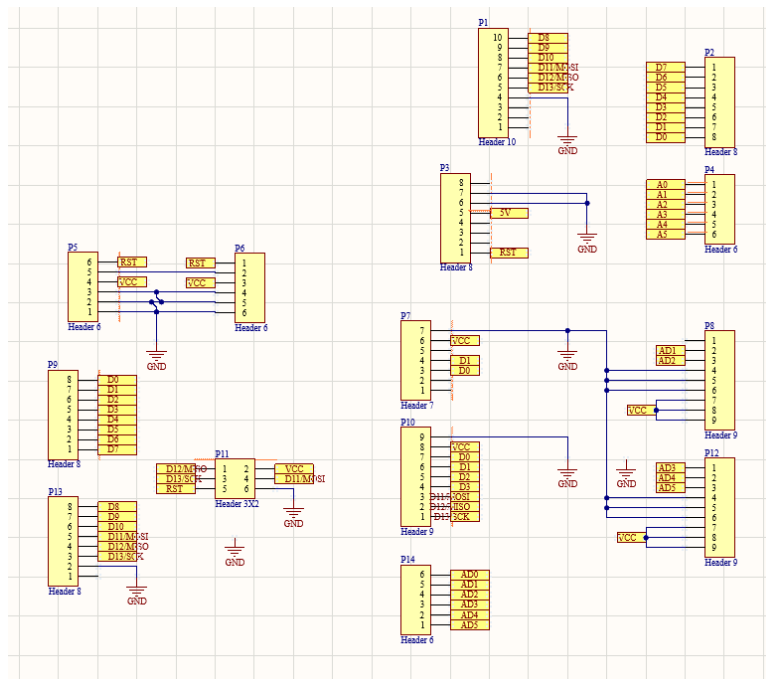 P1
10 D8
9 D9
8 D10
7 D11/MOSI
6 D12/MISO
5 D13/SCK
4
3
2
1
Header 10
GND
P2
D7 1
D6 2
D5 3
D4 4
D3 5
D2 6
D1 7
D0 8
Header 8
P3
8
7
6
5 5V
4
3
2
1 RST
Header 8
GND
P4
A0 1
A1 2
A2 3
A3 4
A4 5
A5 6
Header 6
P5
6 RST
5
4 VCC
3
2
1
Header 6
GND
P6
RST 1
2
VCC 3
4
5
6
Header 6
P7
7
6 VCC
5
4 D1
3 D0
2
1
Header 7
GND
P8
1
AD1 2
AD2 3
4
5
6
7
VCC 8
9
Header 9
P9
8 D0
7 D1
6 D2
5 D3
4 D4
3 D5
2 D6
1 D7
Header 8
P10
9
8 VCC
7 D0
6 D1
5 D2
4 D3
3 D11/MOSI
2 D12/MISO
1 D13/SCK
Header 9
GND
P11
D12/MISO 1 2 VCC
D13/SCK 3 4 D11/MOSI
RST 5 6
Header 3X2
GND
GND
P12
AD3 1
AD4 2
AD5 3
4
5
6
7
VCC 8
9
Header 9
GND
P13
8 D8
7 D9
6 D10
5 D11/MOSI
4 D12/MISO
3 D13/SCK
2
1
Header 8
GND
P14
6 AD0
5 AD1
4 AD2
3 AD3
2 AD4
1 AD5
Header 6